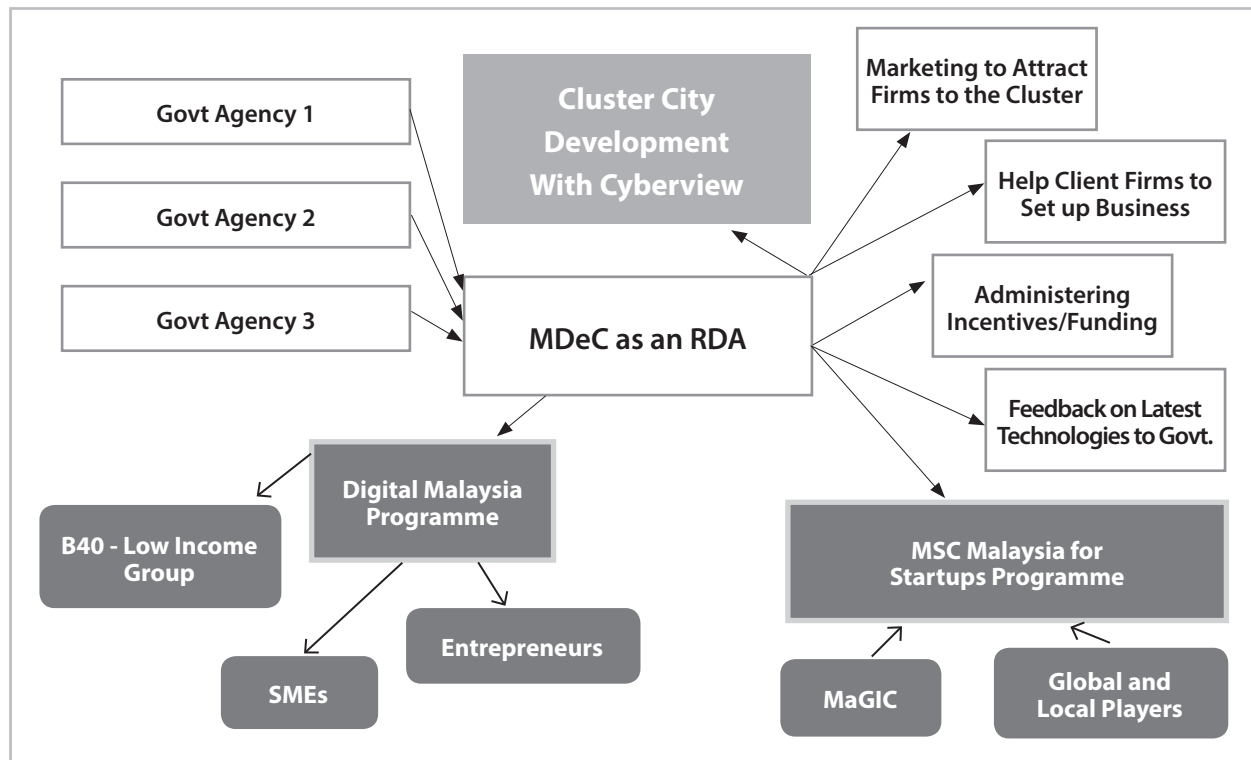 Govt Agency 1
Govt Agency 2
Govt Agency 3
Cluster City
Development
With Cyberview
Marketing to Attract
Firms to the Cluster
Help Client Firms to
Set up Business
Administering
Incentives/Funding
Feedback on Latest
Technologies to Govt.
MDeC as an RDA
Digital Malaysia
Programme
B40 - Low Income
Group
SMEs
Entrepreneurs
MSC Malaysia for
Startups Programme
MaGIC
Global and
Local Players